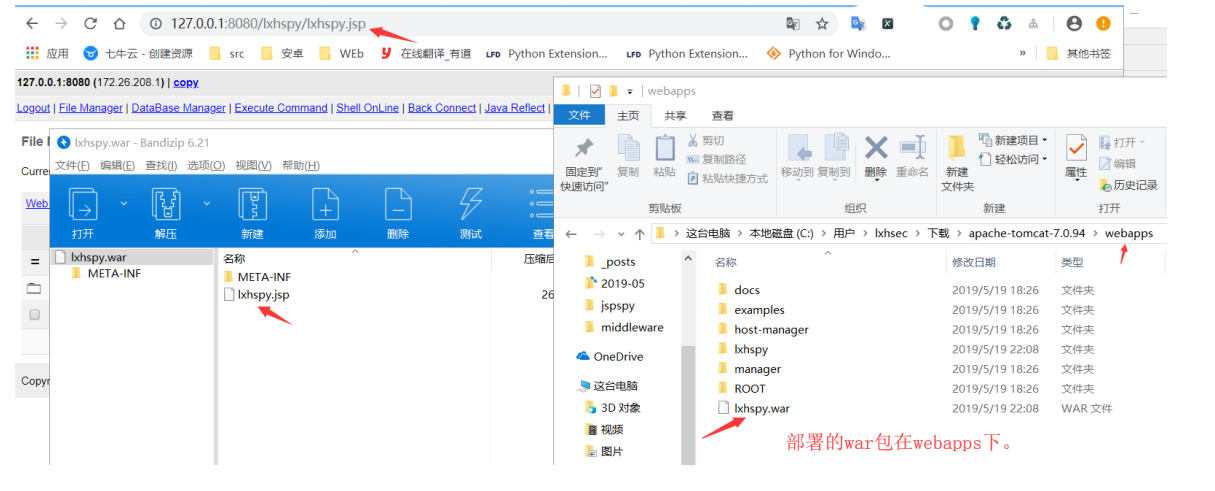 127.0.0.1:8080/lxhspy/lxhspy.jsp
应用 七牛云 - 创建资源 src 安卓 WEb 在线翻译_有道 LFD Python Extension... LFD Python Extension... Python for Windo... » 其他书签
127.0.0.1:8080 (172.26.208.1) | copy
Logout | File Manager | DataBase Manager | Execute Command | Shell OnLine | Back Connect | Java Reflect |
File
Curre
Web
Copyr
lxhspy.war - Bandizip 6.21
文件(F) 编辑(E) 查找(I) 选项(O) 视图(V) 帮助(H)
打开 解压 新建 添加 删除 测试 查看
lxhspy.war
META-INF
名称 压缩后
META-INF
lxhspy.jsp 26
webapps
文件 主页 共享 查看
固定到"快速访问"
复制 粘贴
剪切
复制路径
粘贴快捷方式
移动到 复制到 删除 重命名
新建文件夹
新建项目
轻松访问
属性
打开
编辑
历史记录
剪贴板 组织 新建 打开
这台电脑 > 本地磁盘 (C:) > 用户 > lxhsec > 下载 > apache-tomcat-7.0.94 > webapps
_posts
2019-05
jspspy
middleware
OneDrive
这台电脑
3D 对象
视频
图片
名称 修改日期 类型
docs 2019/5/19 18:26 文件夹
examples 2019/5/19 18:26 文件夹
host-manager 2019/5/19 18:26 文件夹
lxhspy 2019/5/19 22:08 文件夹
manager 2019/5/19 18:26 文件夹
ROOT 2019/5/19 18:26 文件夹
lxhspy.war 2019/5/19 22:08 WAR 文件
部署的war包在webapps下。